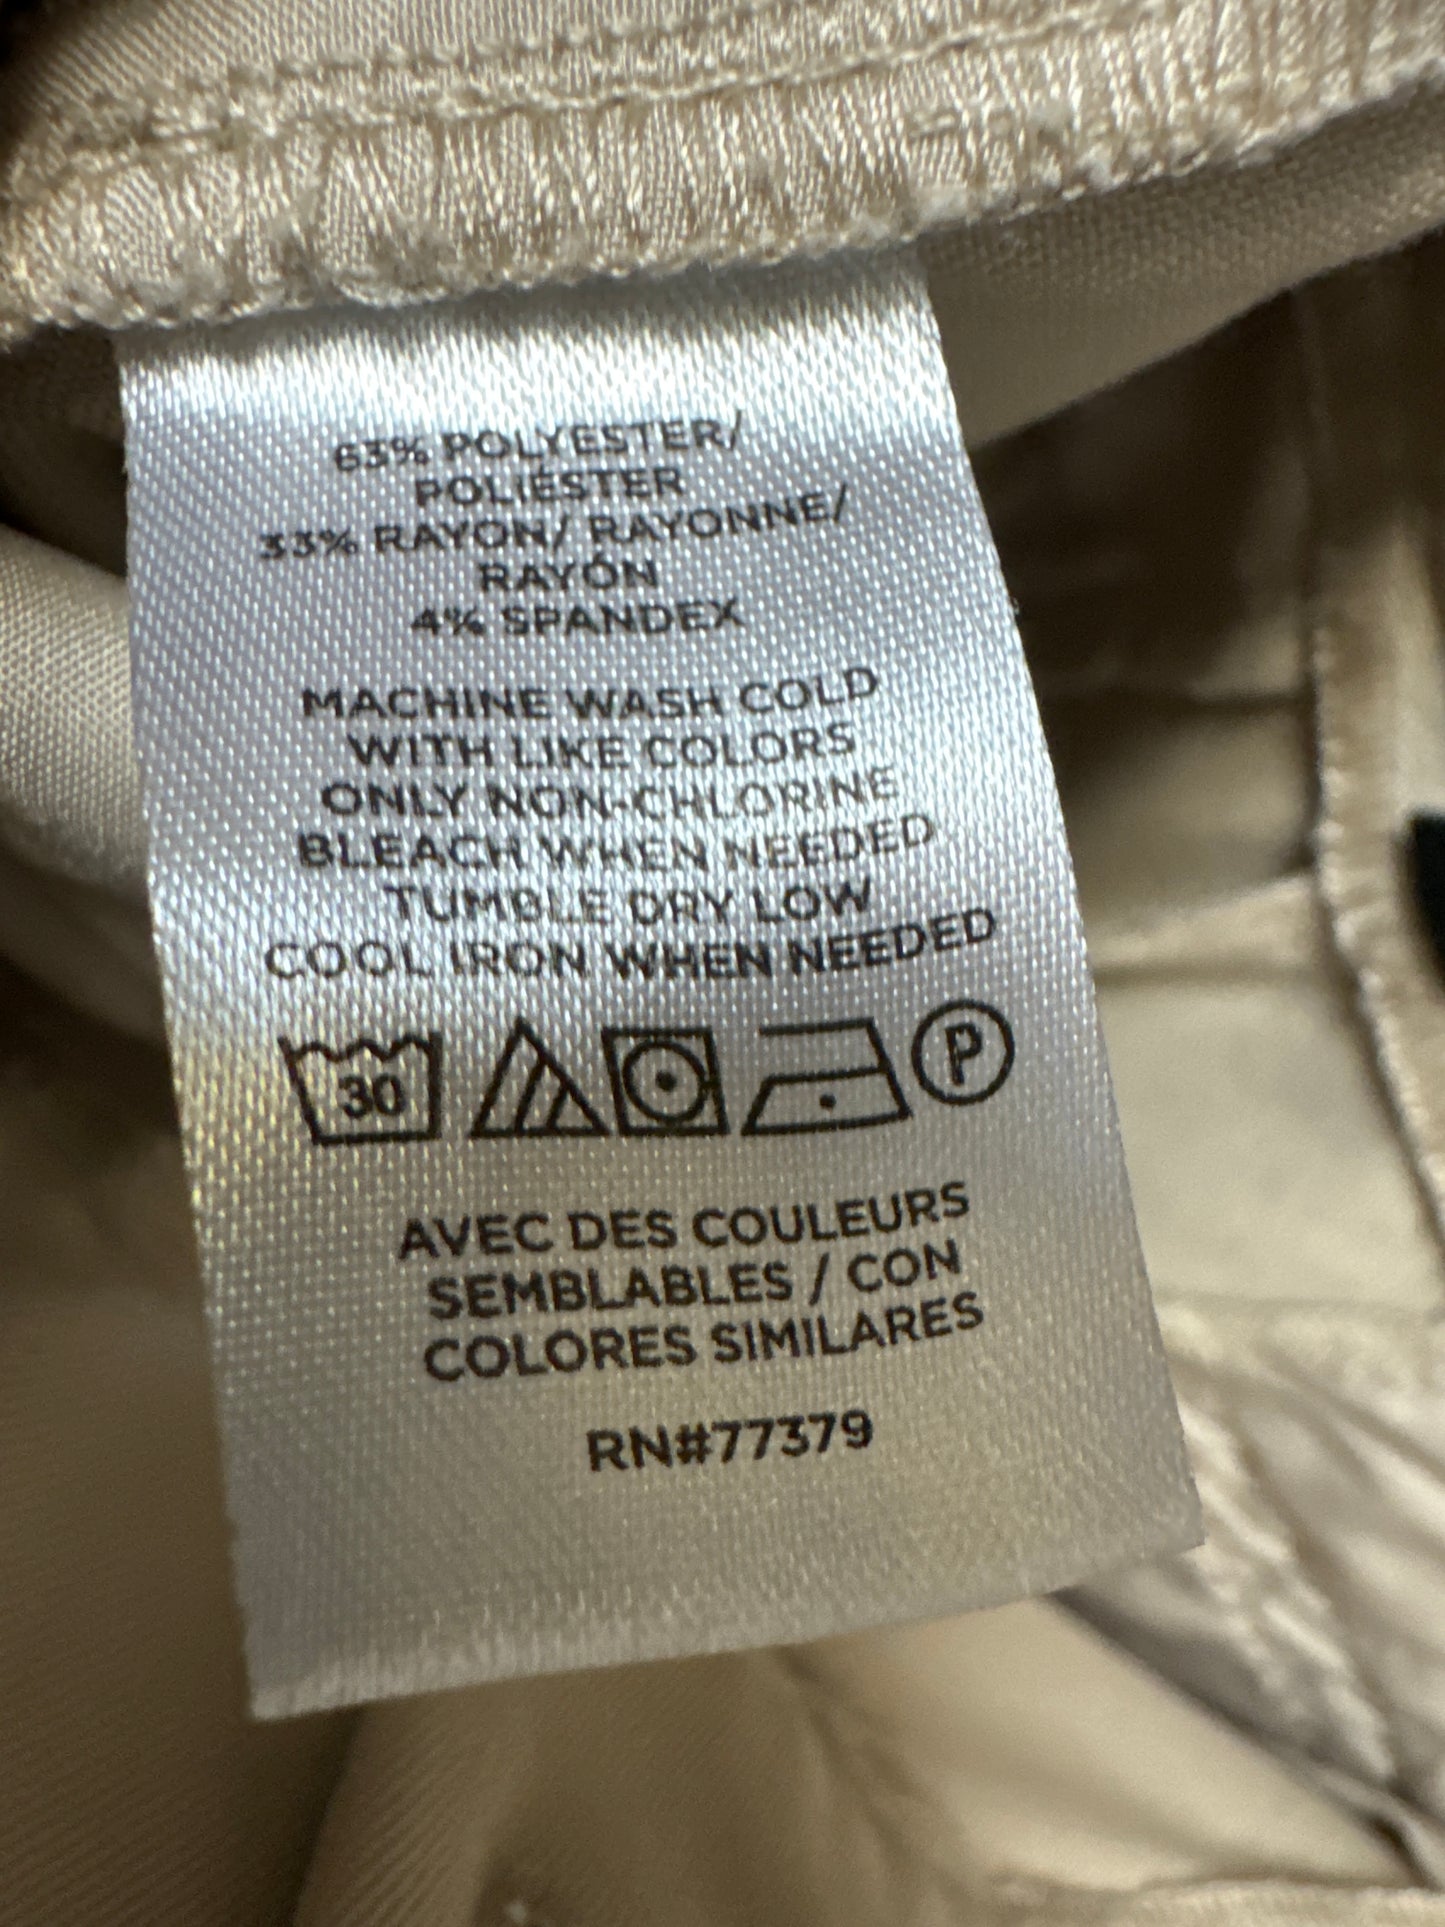 63% POLYESTER/
POLIÉSTER
33% RAYON/ RAYONNE/
RAYÓN
4% SPANDEX
MACHINE WASH COLD
WITH LIKE COLORS
ONLY NON-CHLORINE
BLEACH WHEN NEEDED
TUMBLE DRY LOW
COOL IRON WHEN NEEDED
30 P
AVEC DES COULEURS
SEMBLABLES / CON
COLORES SIMILARES
RN#77379